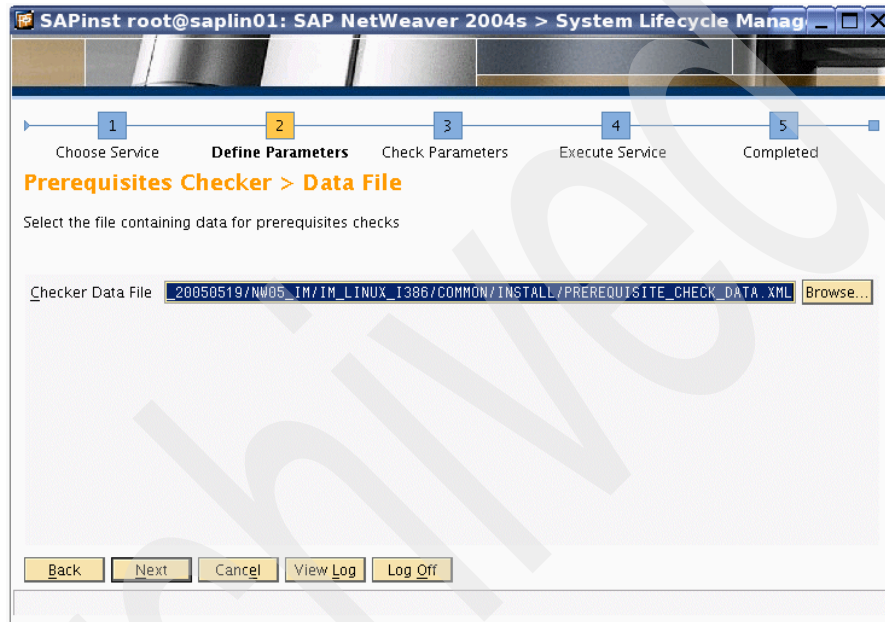 SAPinst root@saplin01: SAP NetWeaver 2004s > System Lifecycle Manag
1 2 3 4 5
Choose Service Define Parameters Check Parameters Execute Service Completed
Prerequisites Checker > Data File
Select the file containing data for prerequisites checks
Checker Data File _20050519/NW05_IM/IM_LINUX_I386/COMMON/INSTALL/PREREQUISITE_CHECK_DATA.XML Browse...
Back Next Cancel View Log Log Off